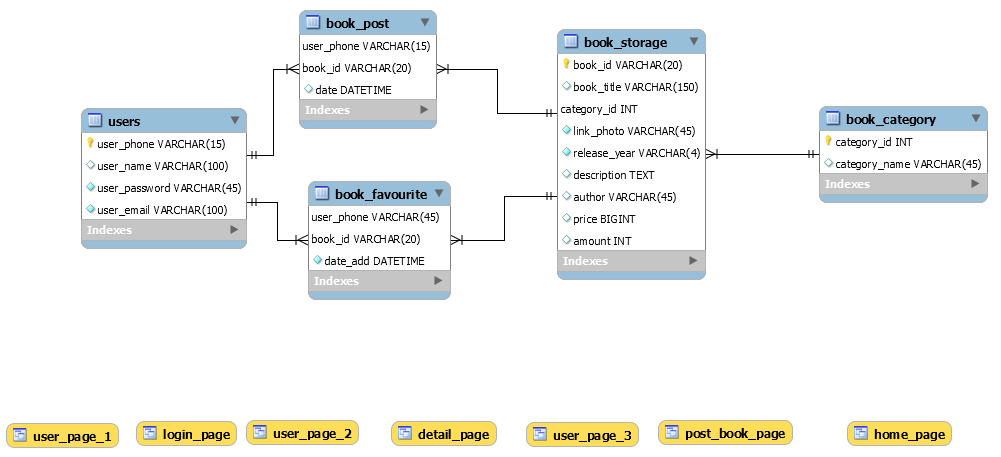 book_post
user_phone VARCHAR(15)
book_id VARCHAR(20)
date DATETIME
Indexes
book_storage
book_id VARCHAR(20)
book_title VARCHAR(150)
category_id INT
link_photo VARCHAR(45)
release_year VARCHAR(4)
description TEXT
author VARCHAR(45)
price BIGINT
amount INT
Indexes
users
user_phone VARCHAR(15)
user_name VARCHAR(100)
user_password VARCHAR(45)
user_email VARCHAR(100)
Indexes
book_category
category_id INT
category_name VARCHAR(45)
Indexes
book_favourite
user_phone VARCHAR(45)
book_id VARCHAR(20)
date_add DATETIME
Indexes
user_page_1
login_page
user_page_2
detail_page
user_page_3
post_book_page
home_page